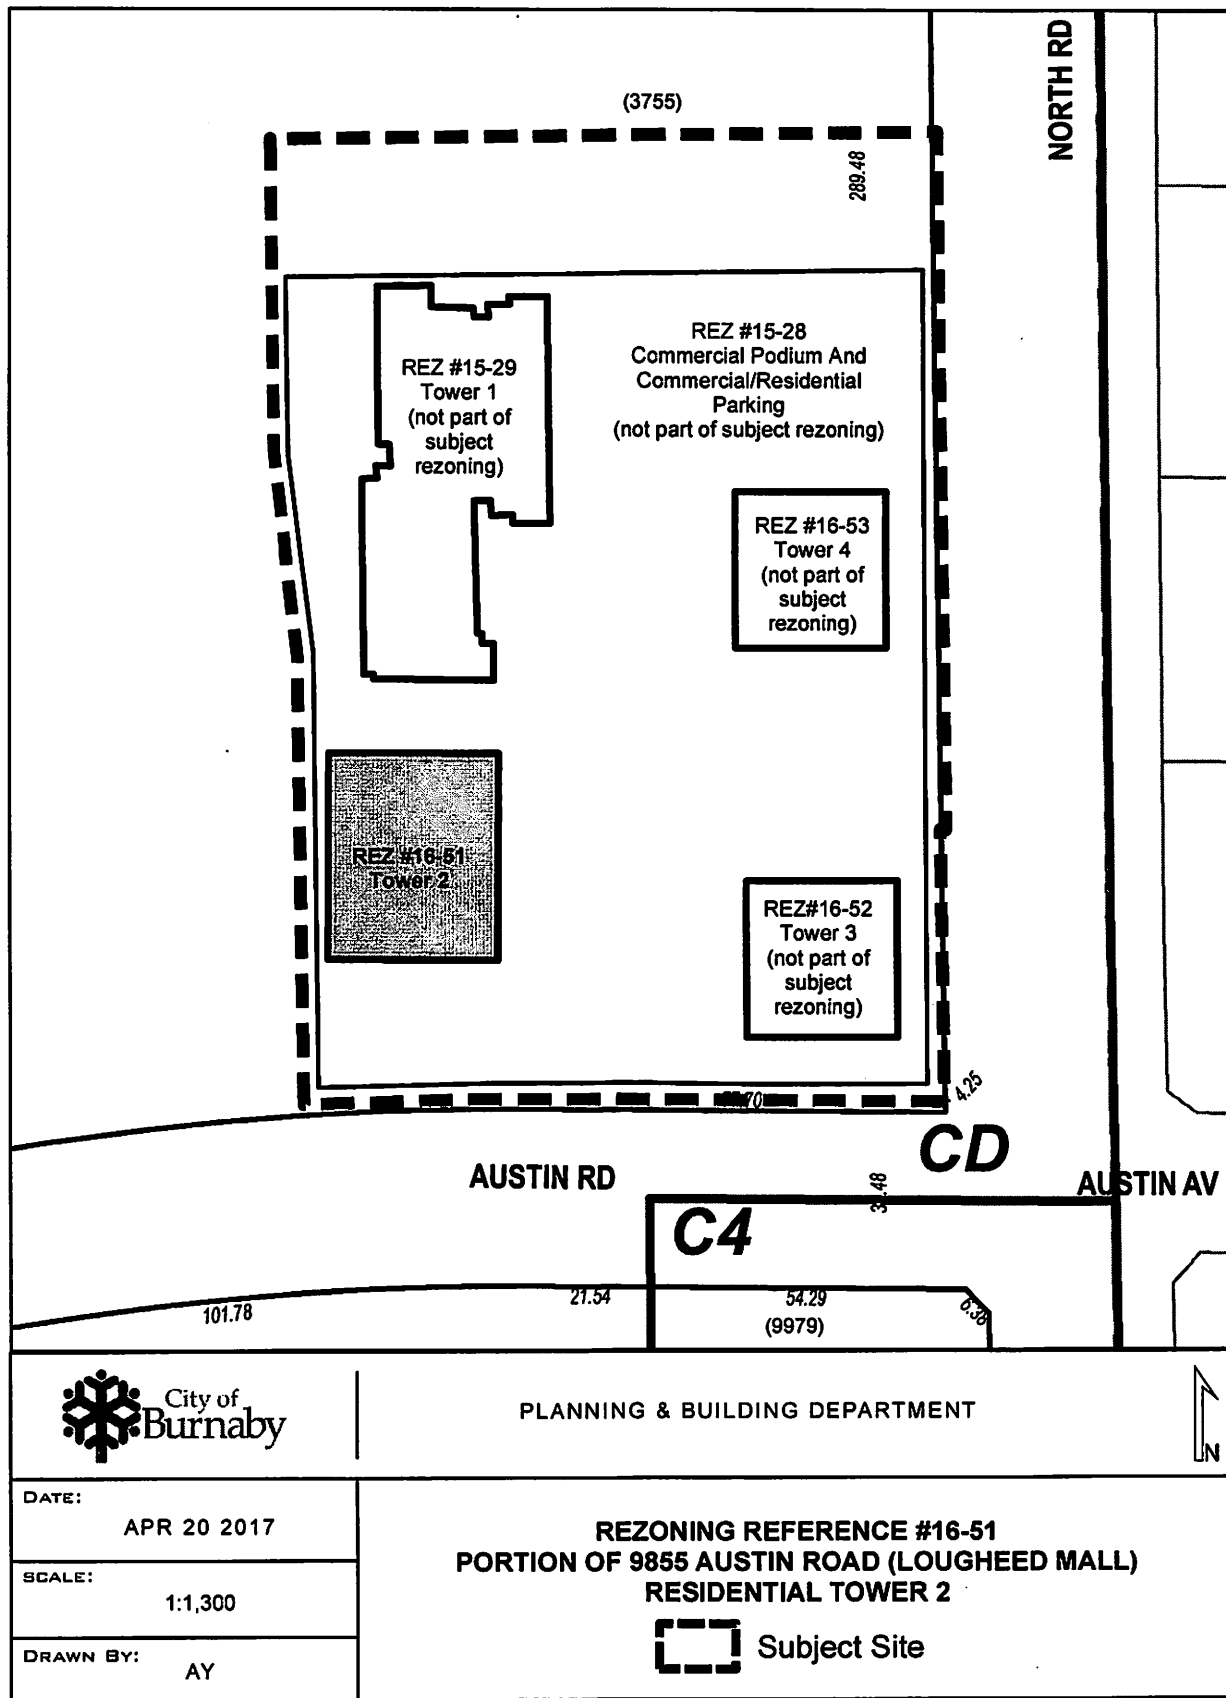 NORTH RD
(3755)
289.48
REZ #15-29
Tower 1
(not part of
subject
rezoning)
REZ #15-28
Commercial Podium And
Commercial/Residential
Parking
(not part of subject rezoning)
REZ #16-53
Tower 4
(not part of
subject
rezoning)
REZ #16-51
Tower 2
REZ#16-52
Tower 3
(not part of
subject
rezoning)
4.25
CD
AUSTIN RD
AUSTIN AV
C4
101.78
21.54
54.29
6.38
(9979)
City of
Burnaby
PLANNING & BUILDING DEPARTMENT
N
DATE:
APR 20 2017
SCALE:
1:1,300
DRAWN BY:
AY
REZONING REFERENCE #16-51
PORTION OF 9855 AUSTIN ROAD (LOUGHEED MALL)
RESIDENTIAL TOWER 2
Subject Site